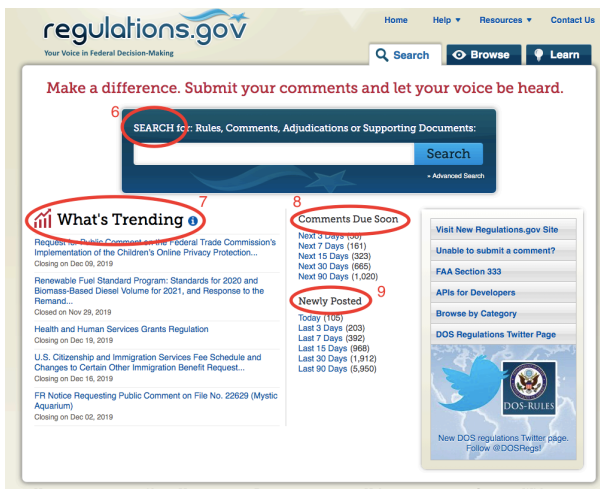 regulations.gov
Your Voice in Federal Decision-Making
Home Help ▼ Resources ▼ Contact Us
Search Browse Learn
Make a difference. Submit your comments and let your voice be heard.
6
SEARCH for: Rules, Comments, Adjudications or Supporting Documents:
Search
» Advanced Search
7
What's Trending
Request for Public Comment on the Federal Trade Commission's
Implementation of the Children's Online Privacy Protection...
Closing on Dec 09, 2019
Renewable Fuel Standard Program: Standards for 2020 and
Biomass-Based Diesel Volume for 2021, and Response to the
Remand...
Closed on Nov 29, 2019
Health and Human Services Grants Regulation
Closing on Dec 19, 2019
U.S. Citizenship and Immigration Services Fee Schedule and
Changes to Certain Other Immigration Benefit Request...
Closing on Dec 16, 2019
FR Notice Requesting Public Comment on File No. 22629 (Mystic
Aquarium)
Closing on Dec 02, 2019
8
Comments Due Soon
Next 3 Days
Next 7 Days (161)
Next 15 Days (323)
Next 30 Days (665)
Next 90 Days (1,020)
9
Newly Posted
Today (105)
Last 3 Days (203)
Last 7 Days (392)
Last 15 Days (968)
Last 30 Days (1,912)
Last 90 Days (5,950)
Visit New Regulations.gov Site
Unable to submit a comment?
FAA Section 333
APIs for Developers
Browse by Category
DOS Regulations Twitter Page
DOS-RULES
New DOS regulations Twitter page.
Follow @DOSRegs!